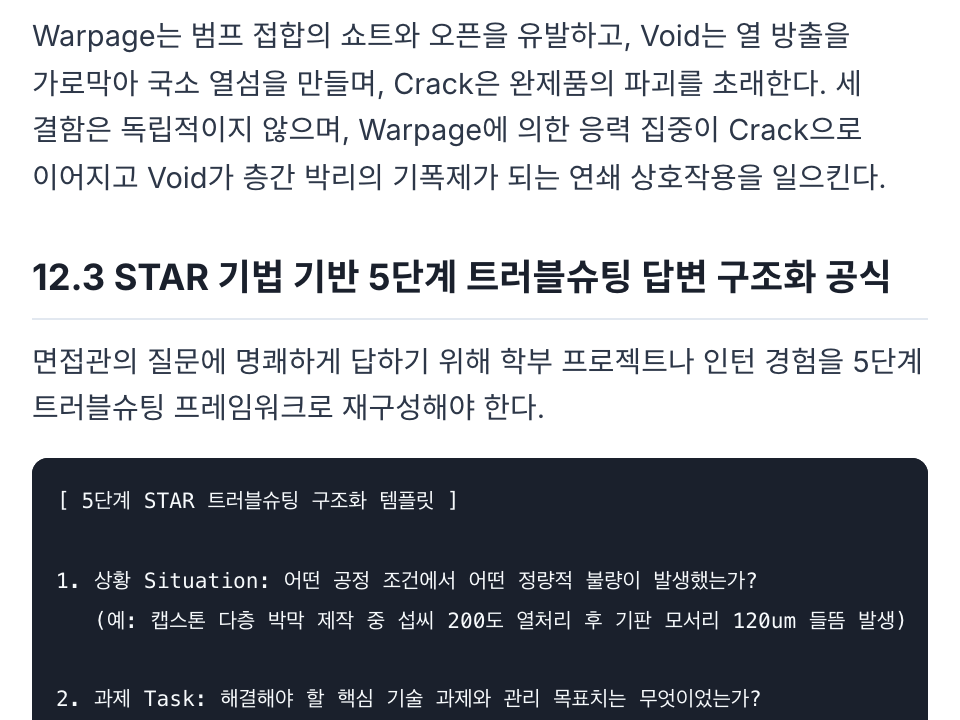 Warpage는 범프 접합의 쇼트와 오픈을 유발하고, Void는 열 방출을
가로막아 국소 열섬을 만들며, Crack은 완제품의 파괴를 초래한다. 세
결함은 독립적이지 않으며, Warpage에 의한 응력 집중이 Crack으로
이어지고 Void가 층간 박리의 기폭제가 되는 연쇄 상호작용을 일으킨다.
12.3 STAR 기법 기반 5단계 트러블슈팅 답변 구조화 공식
면접관의 질문에 명쾌하게 답하기 위해 학부 프로젝트나 인턴 경험을 5단계
트러블슈팅 프레임워크로 재구성해야 한다.
[ 5단계 STAR 트러블슈팅 구조화 템플릿 ]
1. 상황 Situation: 어떤 공정 조건에서 어떤 정량적 불량이 발생했는가?
(예: 캡스톤 다층 박막 제작 중 섭씨 200도 열처리 후 기판 모서리 120um 들뜸 발생)
2. 과제 Task: 해결해야 할 핵심 기술 과제와 관리 목표치는 무엇이었는가?